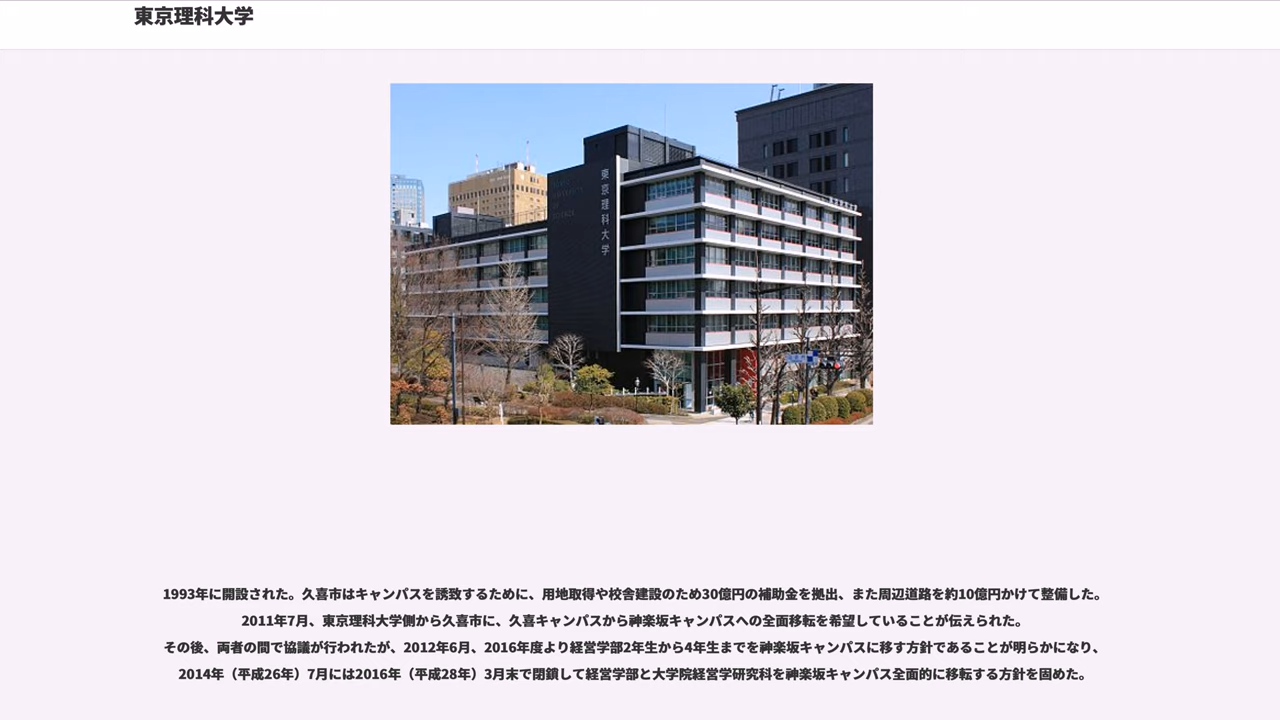 東京理科大学
東京理科大学
1993年に開設された。久喜市はキャンパスを誘致するために、用地取得や校舎建設のため30億円の補助金を拠出、また周辺道路を約10億円かけて整備した。
2011年7月、東京理科大学側から久喜市に、久喜キャンパスから神楽坂キャンパスへの全面移転を希望していることが伝えられた。
その後、両者の間で協議が行われたが、2012年6月、2016年度より経営学部2年生から4年生までを神楽坂キャンパスに移す方針であることが明らかになり、
2014年（平成26年）7月には2016年（平成28年）3月末で閉鎖して経営学部と大学院経営学研究科を神楽坂キャンパス全面的に移転する方針を固めた。